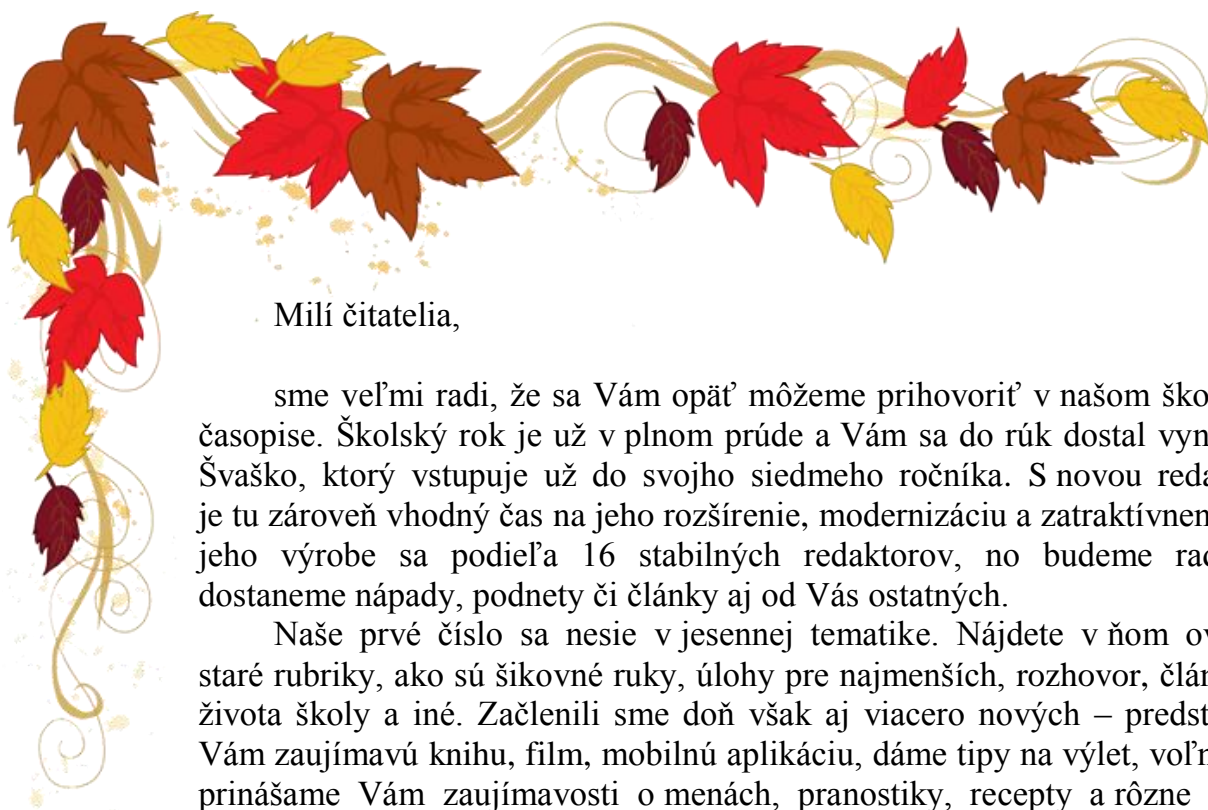 Milí čitatelia,
sme veľmi radi, že sa Vám opäť môžeme prihovoriť v našom ško
časopise. Školský rok je už v plnom prúde a Vám sa do rúk dostal vyn
Švaško, ktorý vstupuje už do svojho siedmeho ročníka. S novou reda
je tu zároveň vhodný čas na jeho rozšírenie, modernizáciu a zatraktívnen
jeho výrobe sa podieľa 16 stabilných redaktorov, no budeme rad
dostaneme nápady, podnety či články aj od Vás ostatných.
Naše prvé číslo sa nesie v jesennej tematike. Nájdete v ňom ov
staré rubriky, ako sú šikovné ruky, úlohy pre najmenších, rozhovor, člán
života školy a iné. Začlenili sme doň však aj viacero nových – predst
Vám zaujímavú knihu, film, mobilnú aplikáciu, dáme tipy na výlet, voľn
prinášame Vám zaujímavosti o menách, pranostiky, recepty a rôzne